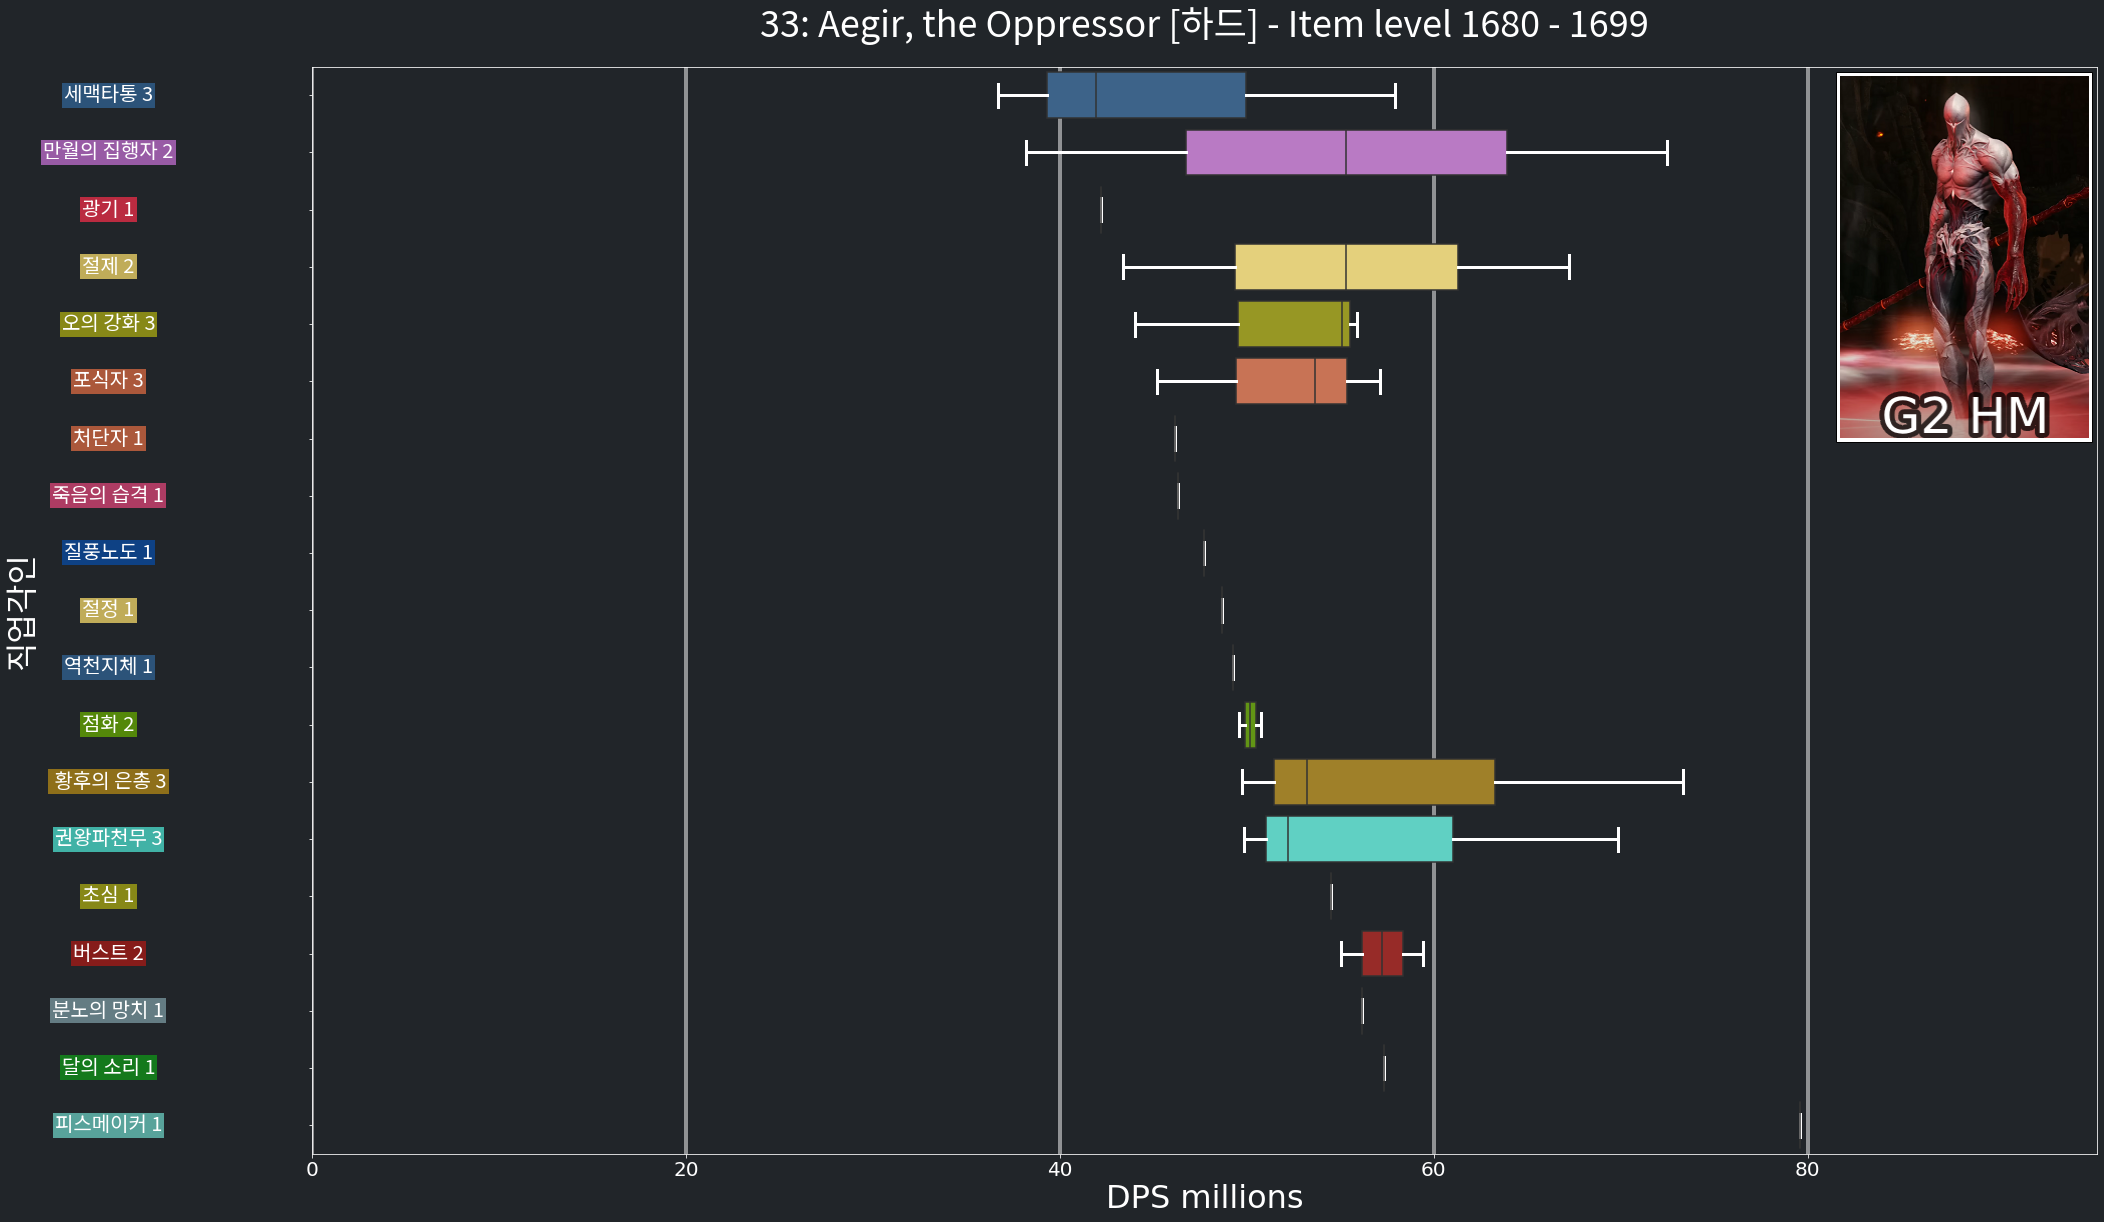 33: Aegir, the Oppressor [하드] - Item level 1680 - 1699
세맥타통 3
만월의 집행자 2
광기 1
절제 2
오의 강화 3
포식자 3
처단자 1
죽음의 습격 1
질풍노도 1
절정 1
역천지체 1
점화 2
황후의 은총 3
권왕파천무 3
초심 1
버스트 2
분노의 망치 1
달의 소리 1
피스메이커 1
직업각인
G2 HM
0 20 40 60 80
DPS millions